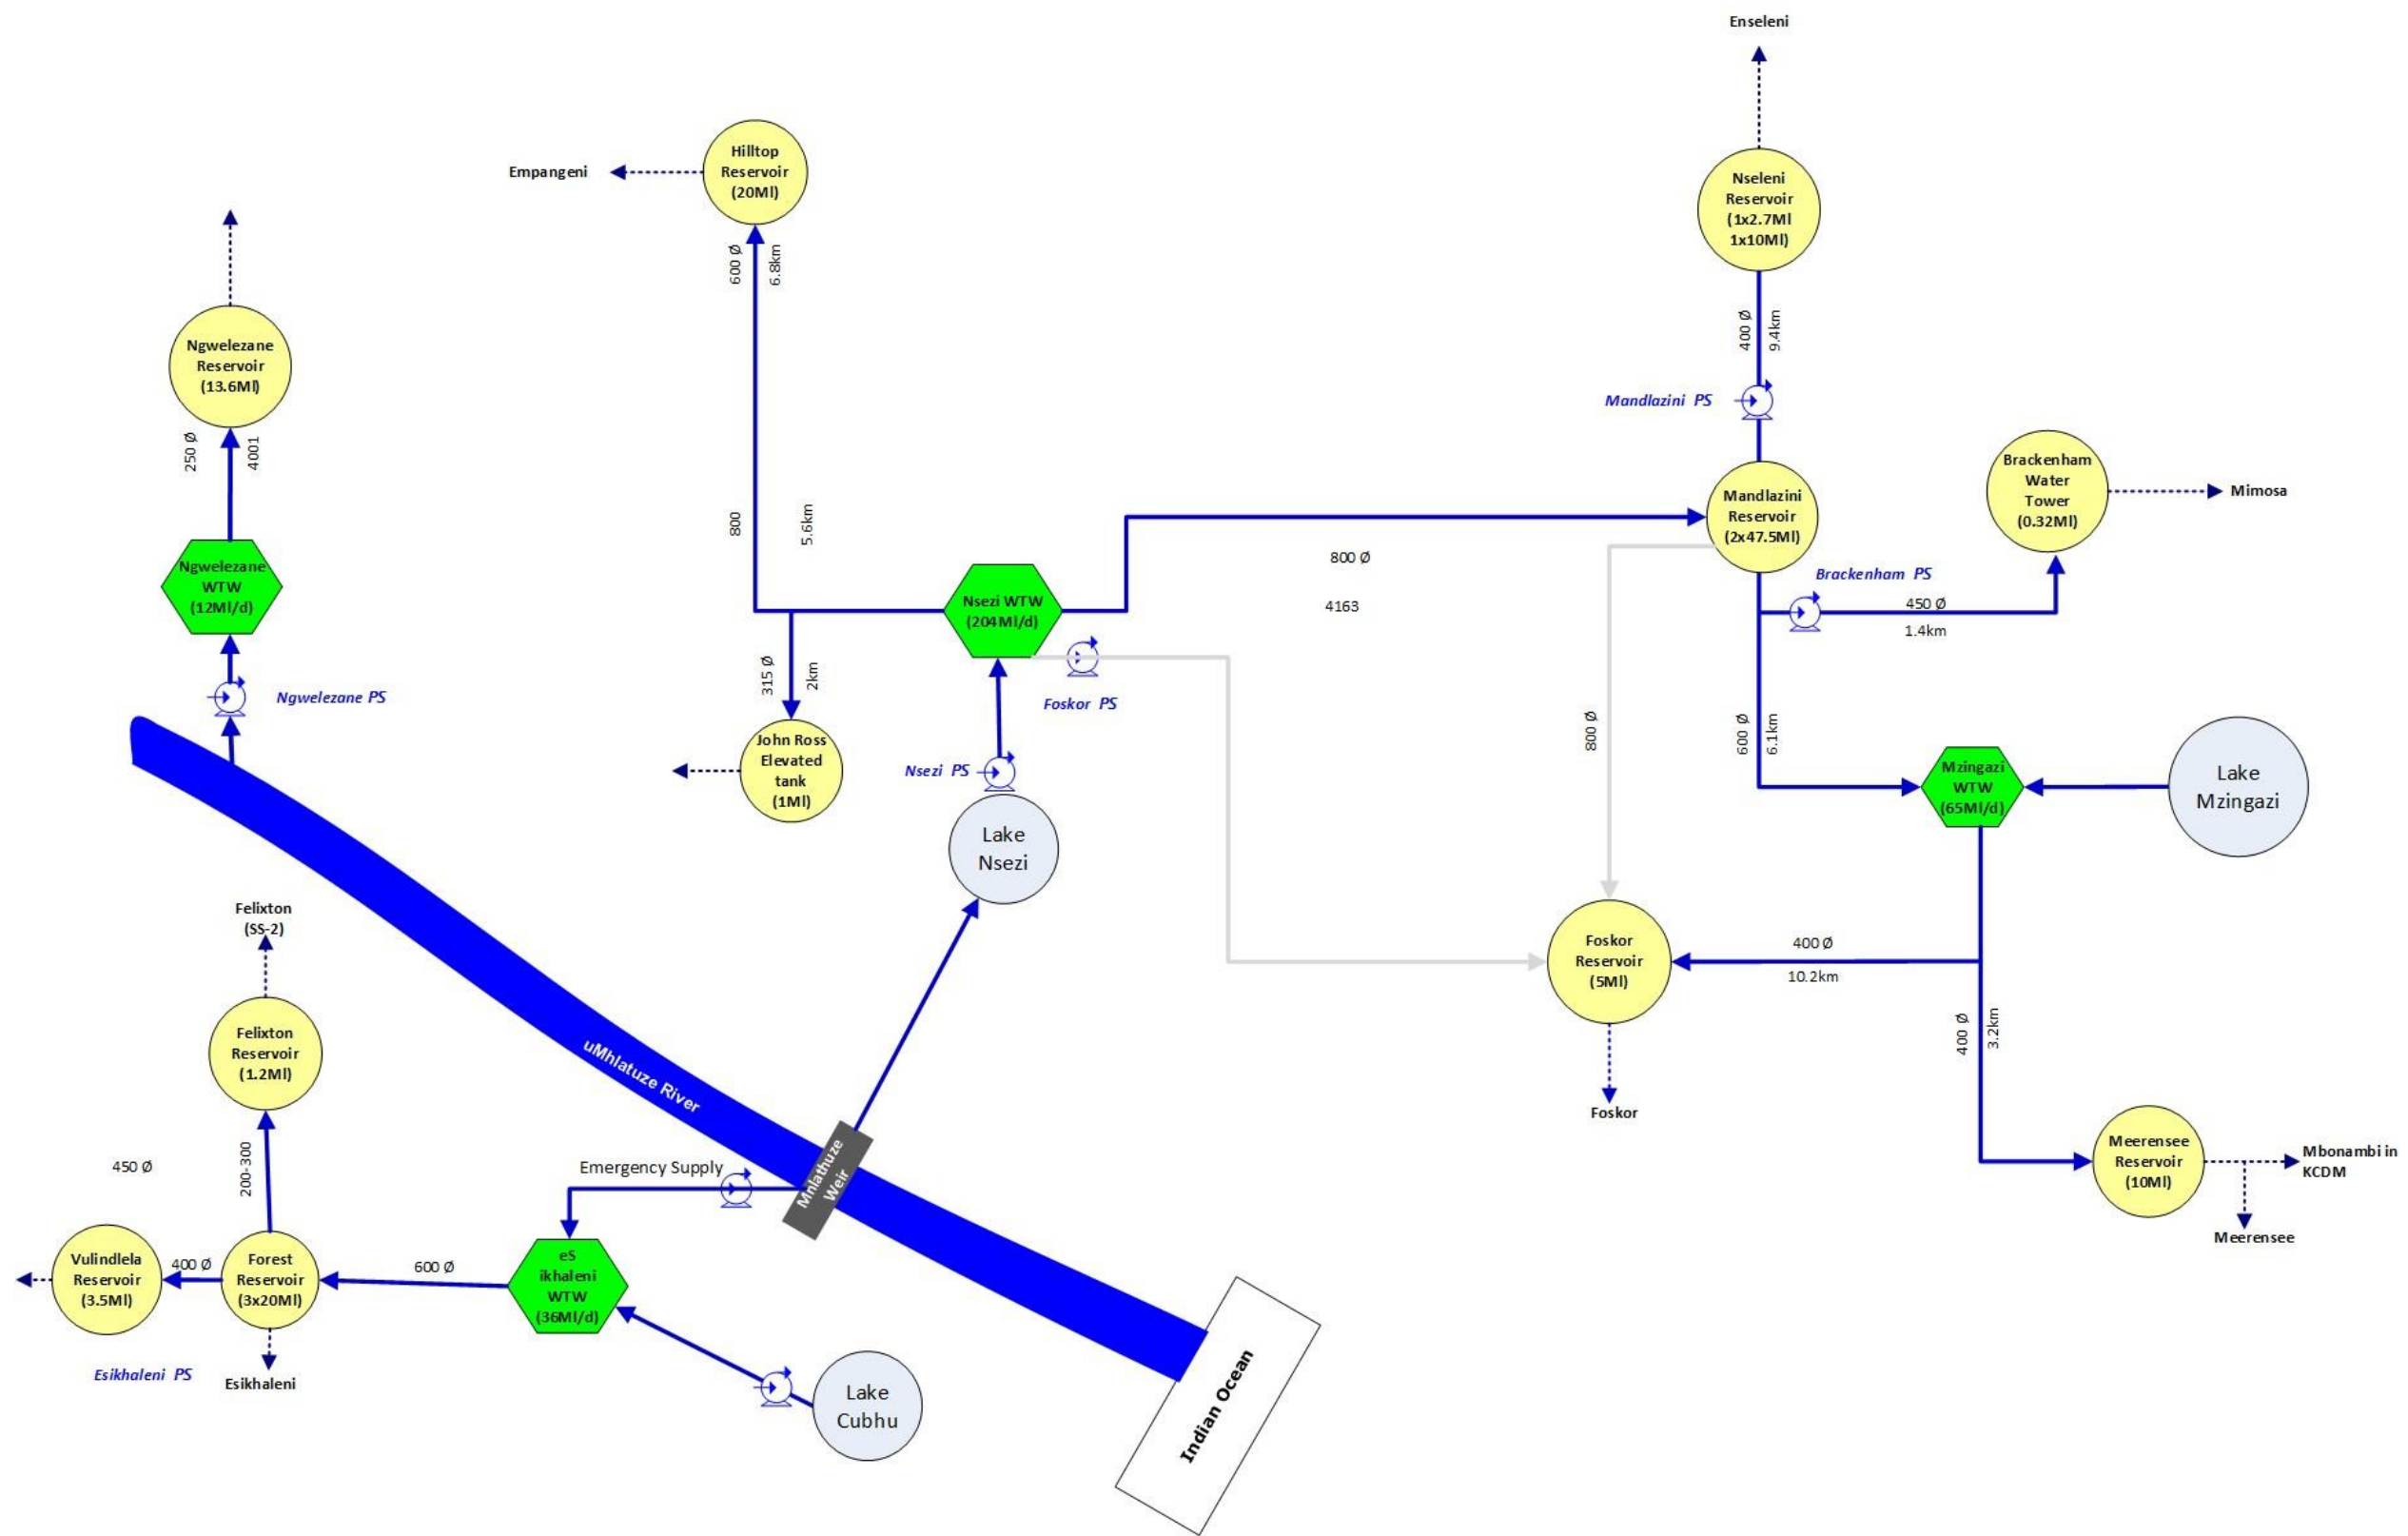 Enseleni
Hilltop
Reservoir
(20Ml)
Empangeni
Nseleni
Reservoir
(1x2.7Ml
1x10Ml)
600 Ø
6.8km
400 Ø
9.4km
Ngwelezane
Reservoir
(13.6Ml)
Mandlazini PS
250 Ø
4001
Brackenham
Water
Tower
(0.32Ml)
Mimosa
Mandlazini
Reservoir
(2x47.5Ml)
800
5.6km
800 Ø
4163
Ngwelezane
WTW
(12Ml/d)
Nsezi WTW
(204Ml/d)
Brackenham PS
450 Ø
1.4km
315 Ø
2km
Ngwelezane PS
Foskor PS
800 Ø
600 Ø
6.1km
John Ross
Elevated
tank
(1Ml)
Nsezi PS
Mzingazi
WTW
(65Ml/d)
Lake
Mzingazi
Lake
Nsezi
Felixton
(SS-2)
Foskor
Reservoir
(5Ml)
400 Ø
10.2km
Felixton
Reservoir
(1.2Ml)
400 Ø
3.2km
uMhlatuze River
Foskor
450 Ø
200-300
Emergency Supply
Mnlathuze
Weir
Meerensee
Reservoir
(10Ml)
Mbonambi in
KCDM
Meerensee
Vulindlela
Reservoir
(3.5Ml)
400 Ø
Forest
Reservoir
(3x20Ml)
600 Ø
eS
ikhaleni
WTW
(36Ml/d)
Esikhaleni PS
Esikhaleni
Lake
Cubhu
Indian Ocean